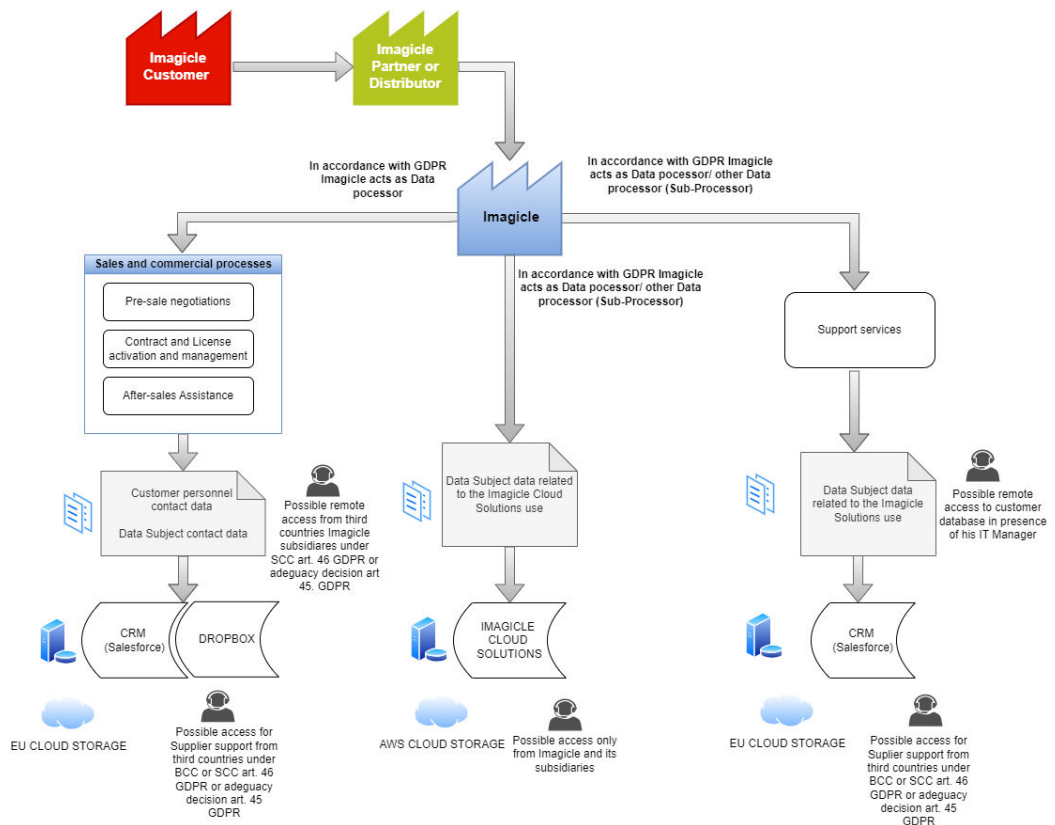 Imagicle
Customer
Imagicle
Partner or
Distributor
In accordance with GDPR
Imagicle acts as Data
pocessor
In accordance with GDPR Imagicle
acts as Data pocessor/ other Data
processor (Sub-Processor)
Imagicle
Sales and commercial processes
Pre-sale negotiations
Contract and License
activation and management
After-sales Assistance
In accordance with GDPR Imagicle
acts as Data pocessor/ other Data
processor (Sub-Processor)
Support services
Customer personnel
contact data
Data Subject contact data
Possible remote
access from third
countries Imagicle
subsidiares under
SCC art. 46 GDPR or
adeguacy decision art
45. GDPR
Data Subject data related
to the Imagicle Cloud
Solutions use
Data Subject data
related to the Imagicle
Solutions use
Possible remote
access to customer
database in presence
of his IT Manager
CRM
(Salesforce)
DROPBOX
IMAGICLE
CLOUD
SOLUTIONS
CRM
(Salesforce)
EU CLOUD STORAGE
Possible access for
Supplier support from
third countries under
BCC or SCC art. 46
GDPR or adeguacy
decision art. 45
GDPR
AWS CLOUD STORAGE
Possible access only
from Imagicle and its
subsidiaries
EU CLOUD STORAGE
Possible access for
Suplier support from
third countries under
BCC or SCC art. 46
GDPR or adeguacy
decision art. 45
GDPR